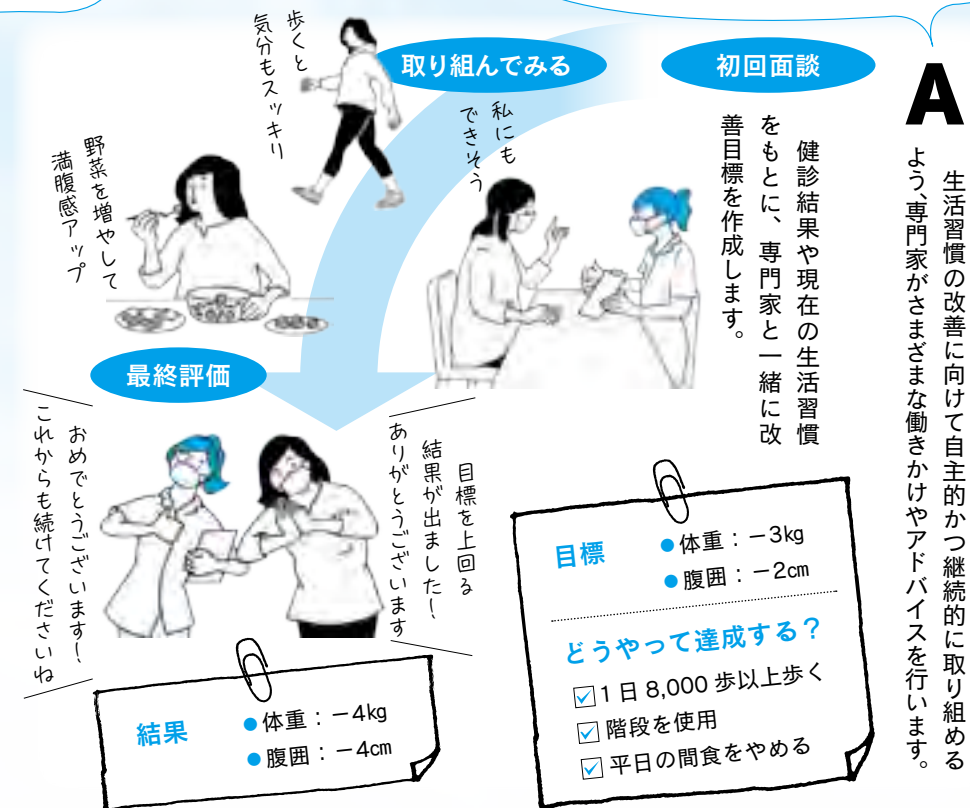 A
生活習慣の改善に向けて自主的かつ継続的に取り組める
よう、専門家がさまざまな働きかけやアドバイスを行います。
初回面談
健診結果や現在の生活習慣
をもとに、専門家と一緒に改
善目標を作成します。
私にも
できそう
目標
●体重：－3kg
●腹囲：－2cm
どうやって達成する？
1日 8,000 歩以上歩く
階段を使用
平日の間食をやめる
取り組んでみる
歩くと
気分もスッキリ
野菜を増やして
満腹感アップ
最終評価
目標を上回る
結果が出ました！
ありがとうございます
おめでとうございます！
これからも続けてくださいね
結果
●体重：－4kg
●腹囲：－4cm